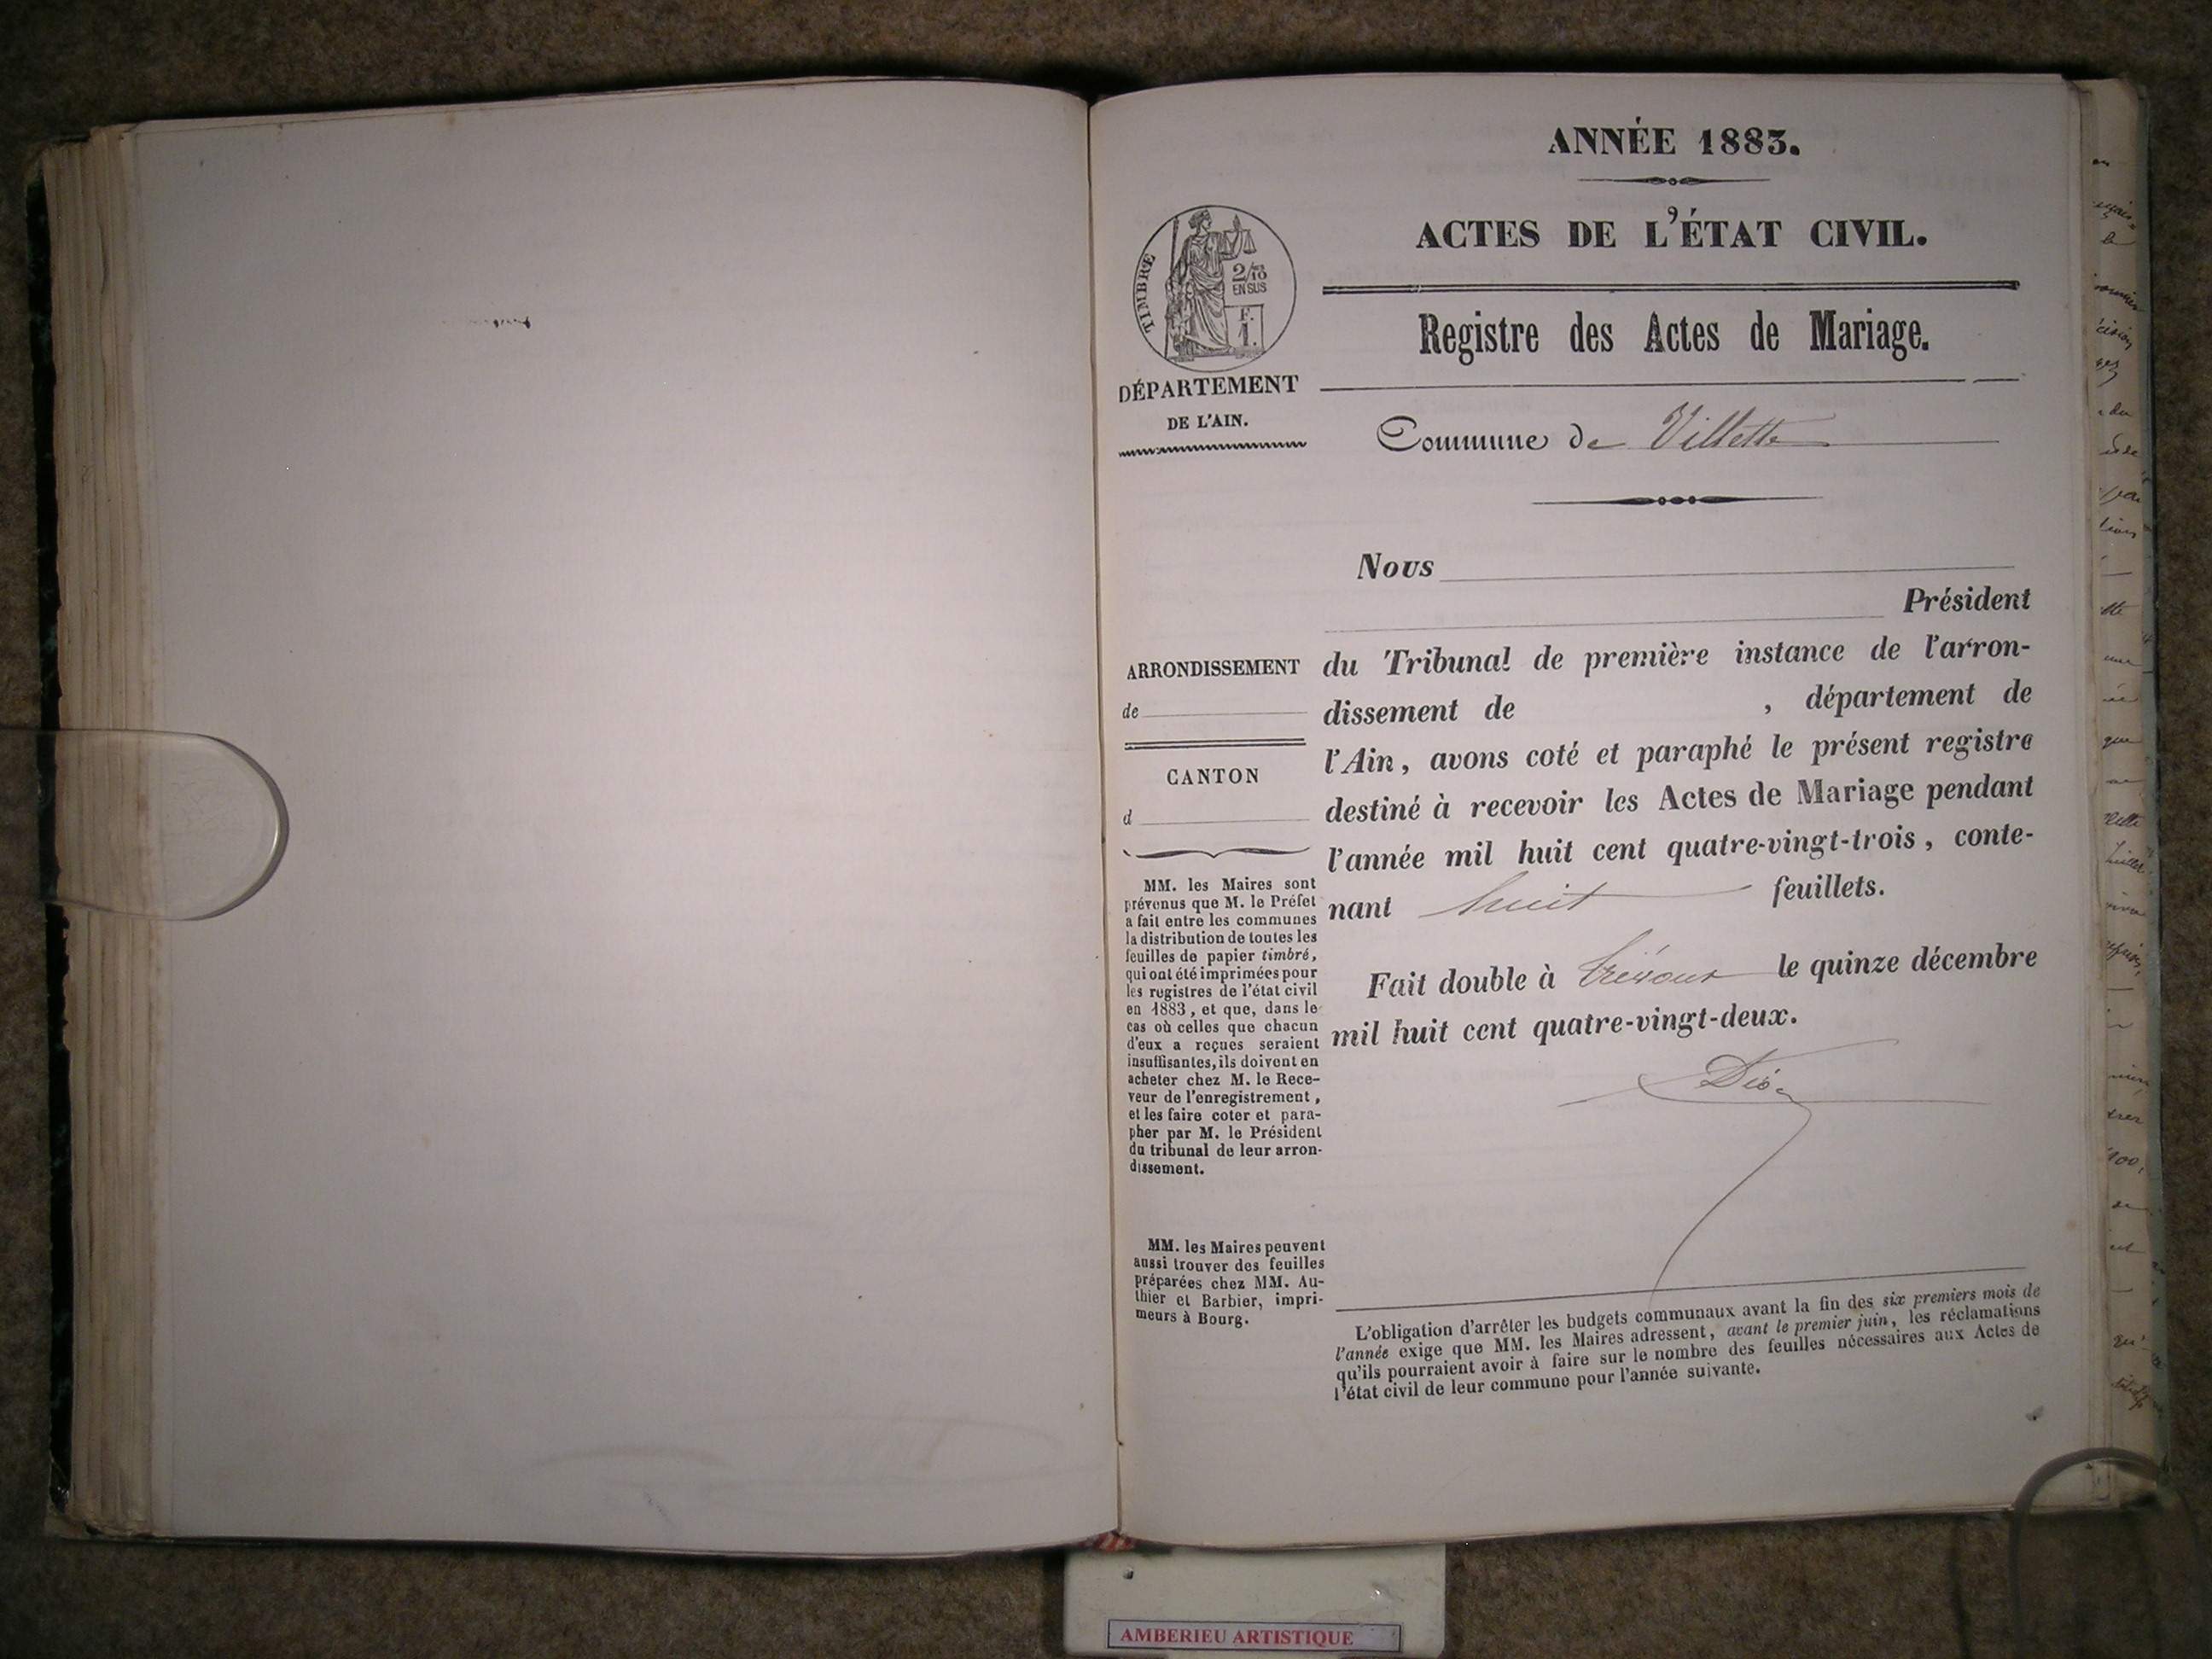 ANNÉE 1883.
ACTES DE L'ÉTAT CIVIL.
Registre des Actes de Mariage.
TIMBRE
2/10
EN SUS
F.
1.
DÉPARTEMENT
DE L'AIN.
Commune de Villette
Nous
Président
du Tribunal de première instance de l'arron-
dissement de , département de
l'Ain, avons coté et paraphé le présent registre
destiné à recevoir les Actes de Mariage pendant
l'année mil huit cent quatre-vingt-trois, conte-
nant huit feuillets.
Fait double à Trévoux le quinze décembre
mil huit cent quatre-vingt-deux.
ARRONDISSEMENT
de
CANTON
d
MM. les Maires sont
prévenus que M. le Préfet
a fait entre les communes
la distribution de toutes les
feuilles de papier timbré,
qui ont été imprimées pour
les registres de l'état civil
en 1883, et que, dans le
cas où celles que chacun
d'eux a reçues seraient
insuffisantes, ils doivent en
acheter chez M. le Rece-
veur de l'enregistrement,
et les faire coter et para-
pher par M. le Président
du tribunal de leur arron-
dissement.
MM. les Maires peuvent
aussi trouver des feuilles
préparées chez MM. Au-
thier et Barbier, impri-
meurs à Bourg.
L'obligation d'arrêter les budgets communaux avant la fin des six premiers mois de
l'année exige que MM. les Maires adressent, avant le premier juin, les réclamations
qu'ils pourraient avoir à faire sur le nombre des feuilles nécessaires aux Actes de
l'état civil de leur commune pour l'année suivante.
AMBERIEU ARTISTIQUE